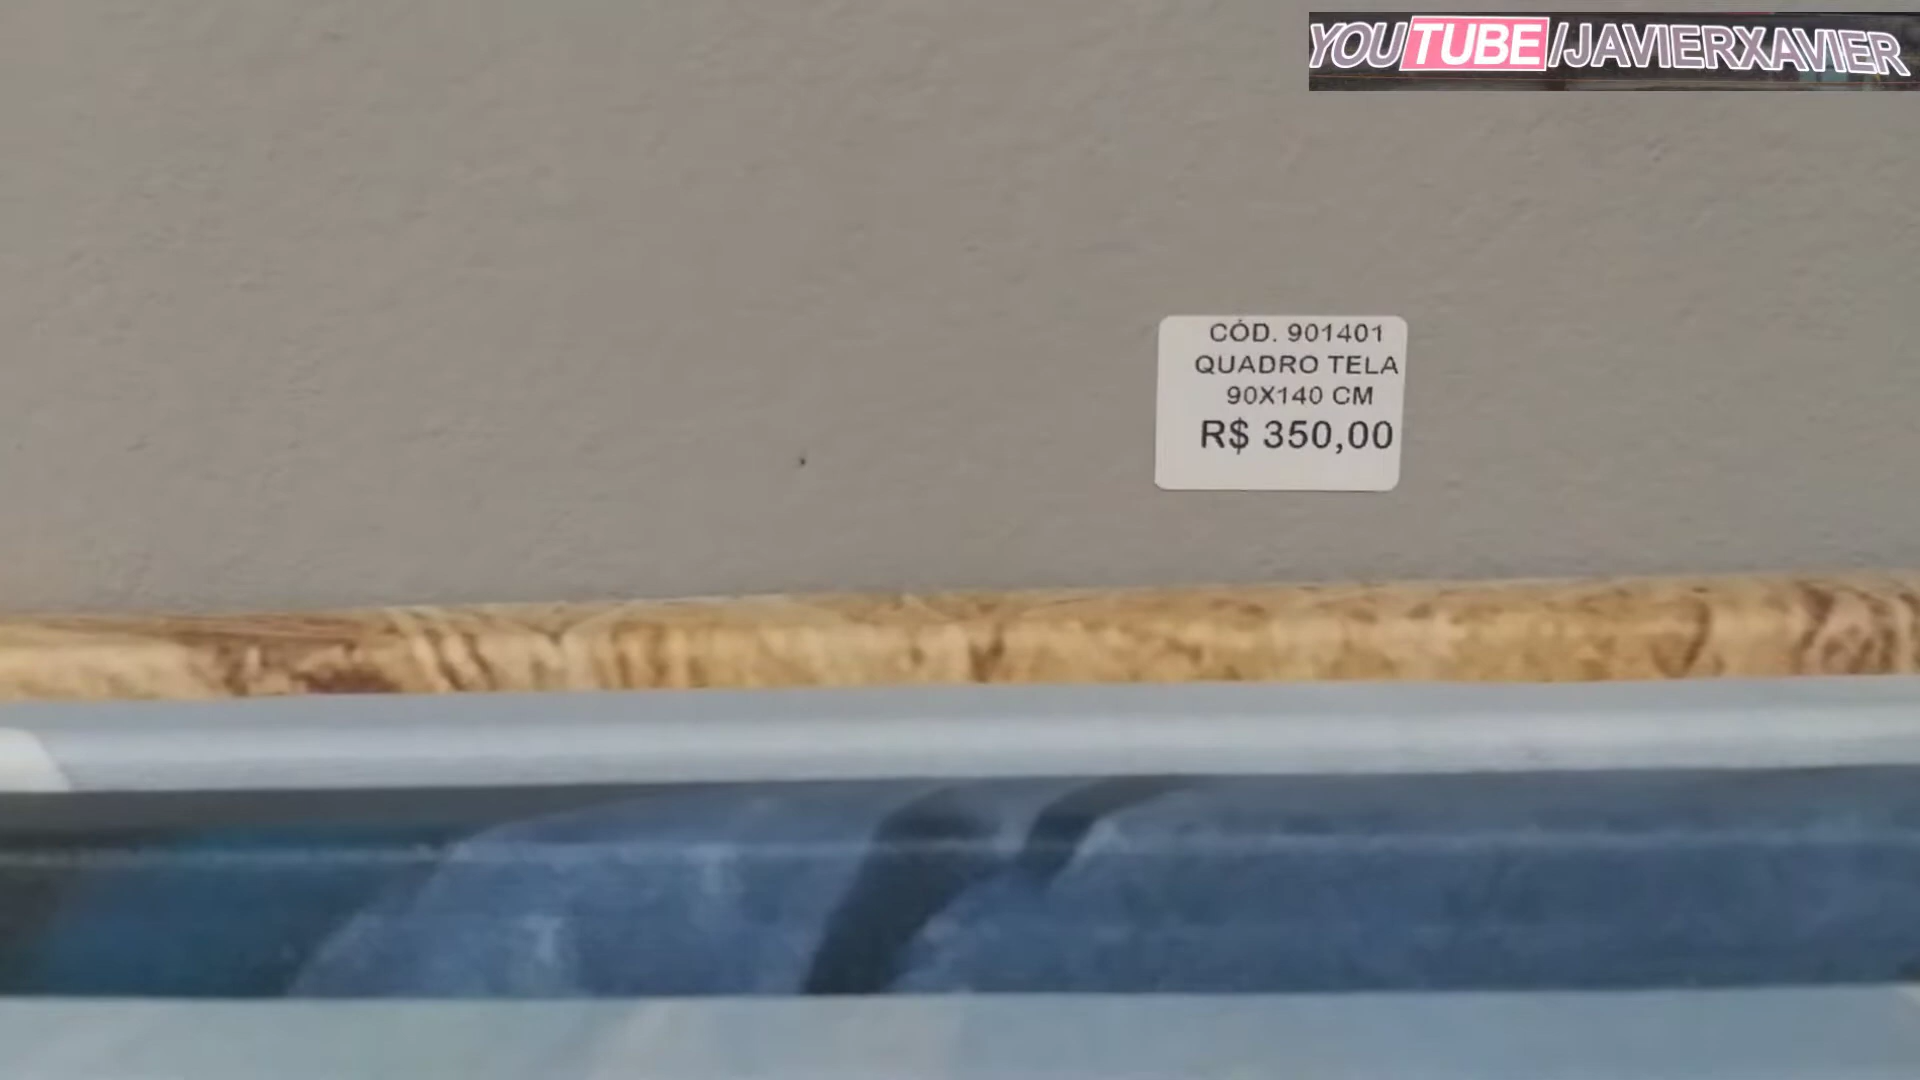 YOUTUBE/JAVIERXAVIER
CÓD. 901401
QUADRO TELA
90X140 CM
R$ 350,00